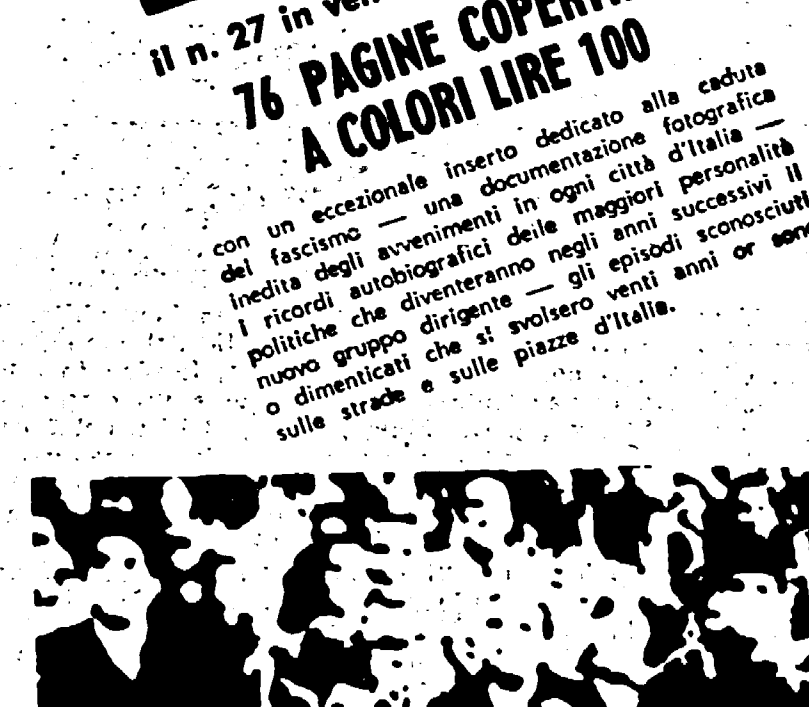 il n. 27 in ven
76 PAGINE COPERT
A COLORI LIRE 100
con un eccezionale inserto dedicato alla caduta
del fascismo — una documentazione fotografica
inedita degli avvenimenti in ogni città d'Italia —
i ricordi autobiografici delle maggiori personalità
politiche che diventeranno negli anni successivi il
nuovo gruppo dirigente — gli episodi sconosciuti
o dimenticati che si svolsero venti anni or sono
sulle strade e sulle piazze d'Italia.